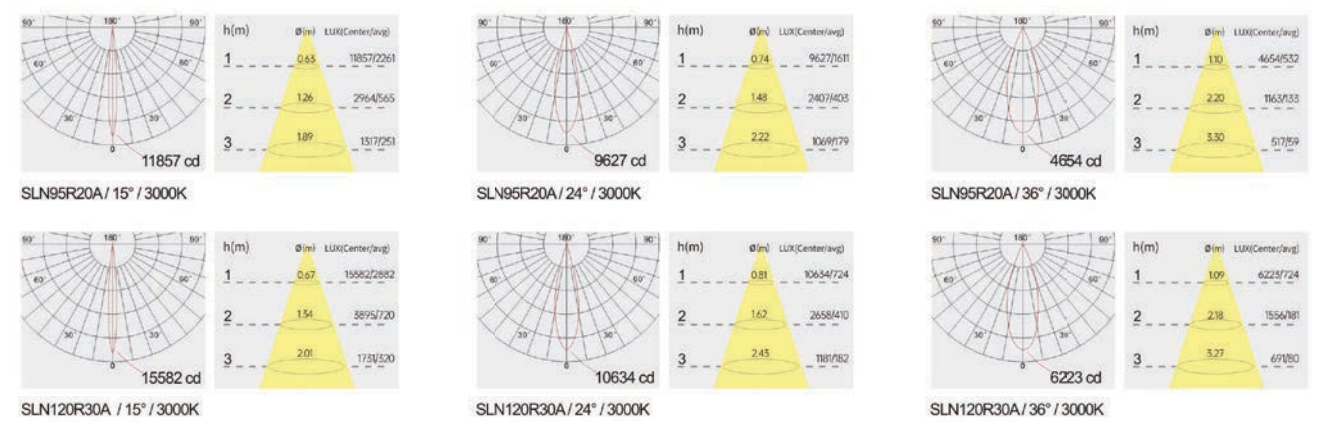 90° 180° 90°
60° 60°
30° 30°
0
11857 cd
h(m) Ø(m) LUX(Center/avg)
1 0.63 11857/2261
2 1.26 2964/565
3 1.89 1317/251
SLN95R20A / 15° / 3000K
90° 180° 90°
60° 60°
30° 30°
0
9627 cd
h(m) Ø(m) LUX(Center/avg)
1 0.74 9627/1611
2 1.48 2407/403
3 2.22 1069/179
SLN95R20A / 24° / 3000K
90° 180° 90°
60° 60°
30° 30°
0
4654 cd
h(m) Ø(m) LUX(Center/avg)
1 1.10 4654/532
2 2.20 1163/133
3 3.30 517/59
SLN95R20A / 36° / 3000K
90° 180° 90°
60° 60°
30° 30°
0
15582 cd
h(m) Ø(m) LUX(Center/avg)
1 0.67 15582/2882
2 1.34 3895/720
3 2.01 1731/320
SLN120R30A / 15° / 3000K
90° 180° 90°
60° 60°
30° 30°
0
10634 cd
h(m) Ø(m) LUX(Center/avg)
1 0.81 10634/724
2 1.62 2658/410
3 2.43 1181/182
SLN120R30A / 24° / 3000K
90° 180° 90°
60° 60°
30° 30°
0
6223 cd
h(m) Ø(m) LUX(Center/avg)
1 1.09 6223/724
2 2.18 1556/181
3 3.27 691/80
SLN120R30A / 36° / 3000K